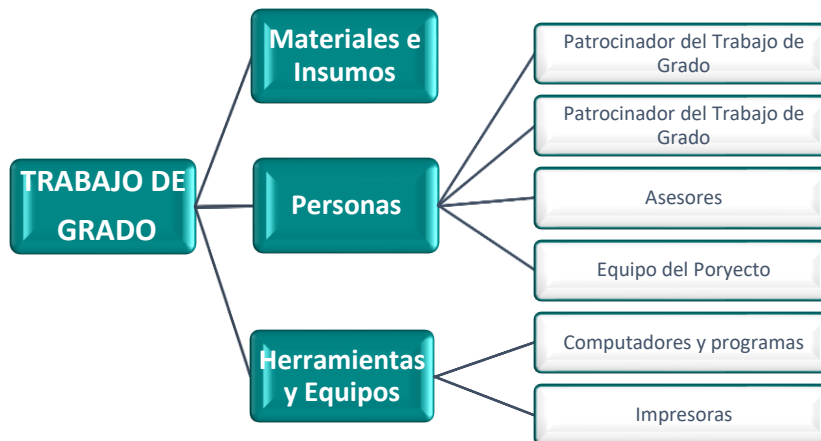 TRABAJO DE
GRADO
Materiales e
Insumos
Personas
Herramientas
y Equipos
Patrocinador del Trabajo de
Grado
Patrocinador del Trabajo de
Grado
Asesores
Equipo del Poryecto
Computadores y programas
Impresoras